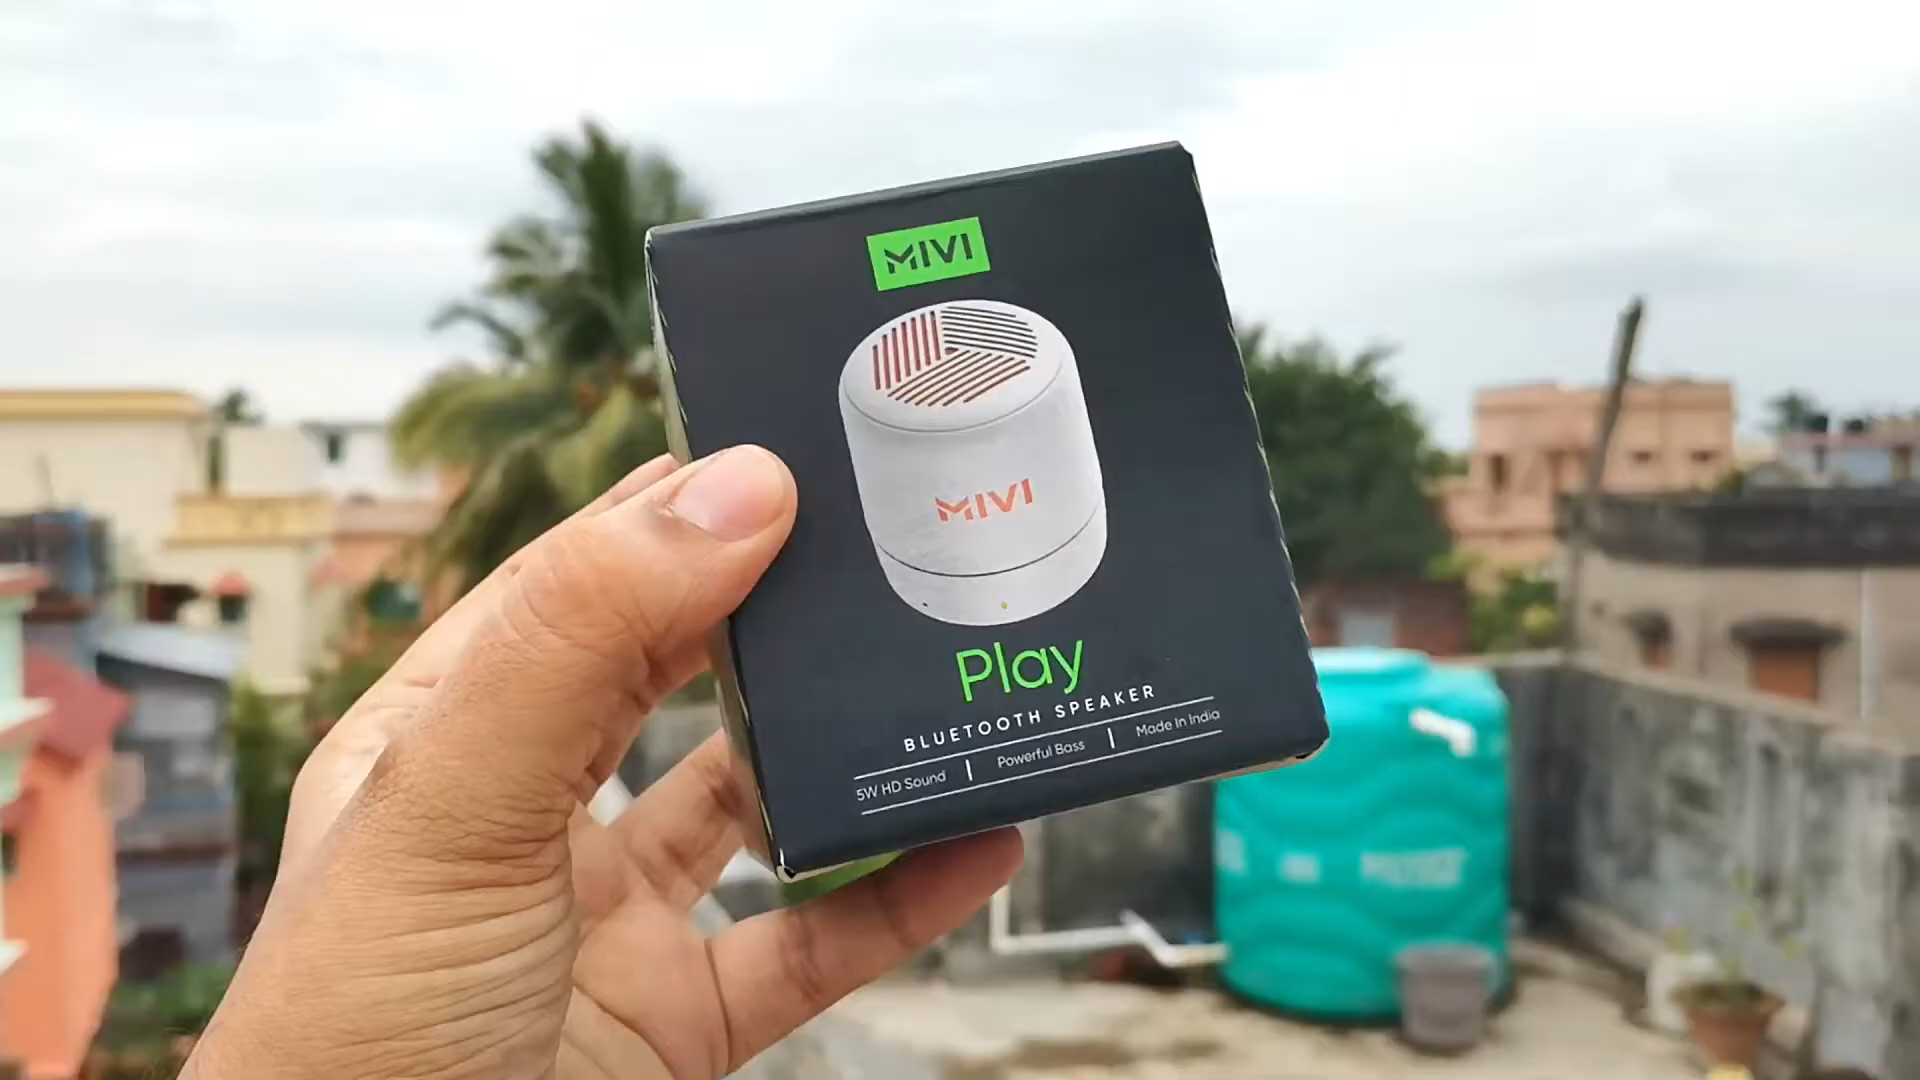 MIVI
MIVI
Play
BLUETOOTH SPEAKER
5W HD Sound | Powerful Bass | Made In India